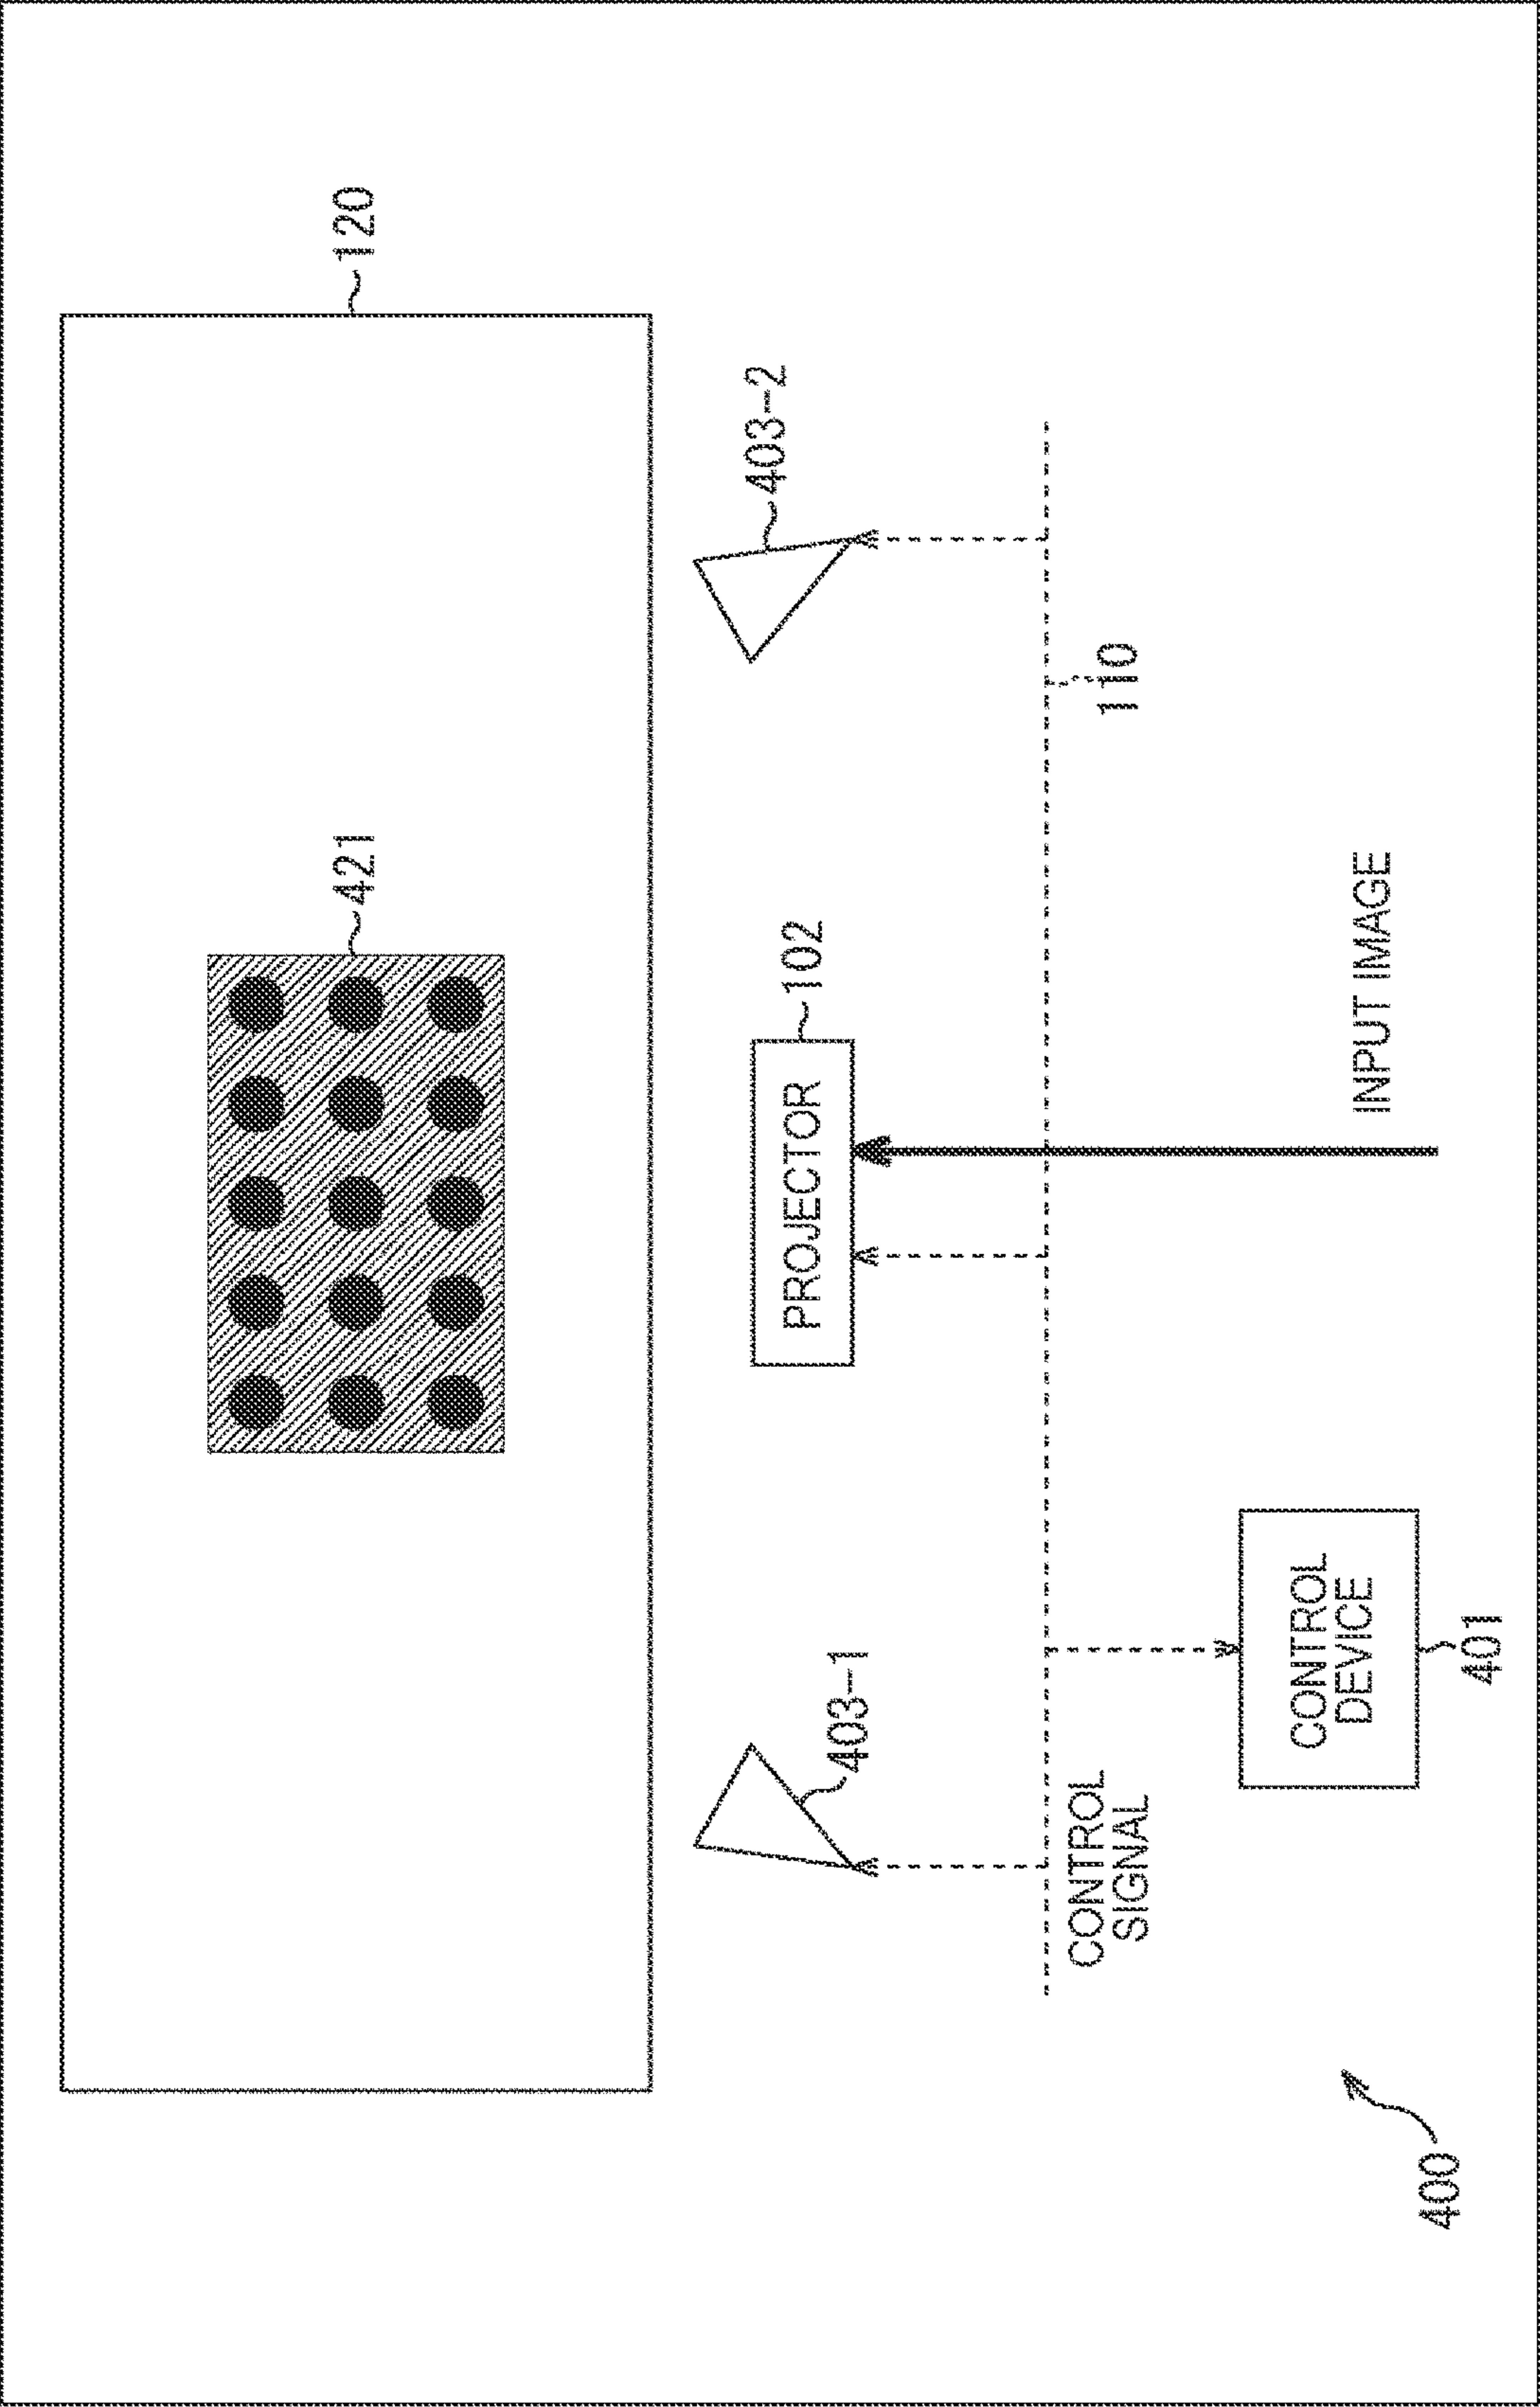 120
421
403-2
PROJECTOR
102
403-1
110
CONTROL
SIGNAL
INPUT IMAGE
CONTROL
DEVICE
401
400